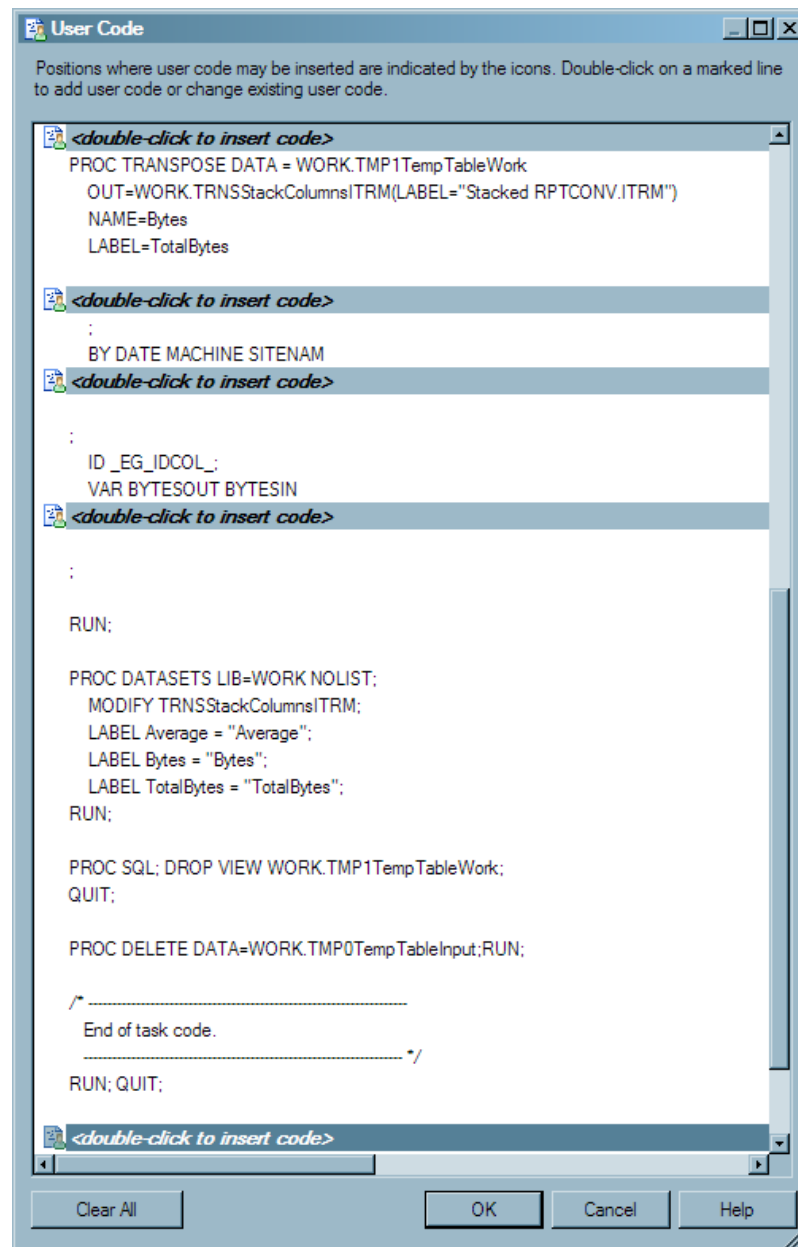 User Code
Positions where user code may be inserted are indicated by the icons. Double-click on a marked line
to add user code or change existing user code.
<double-click to insert code>
PROC TRANSPOSE DATA = WORK.TMP1TempTableWork
OUT=WORK.TRNSStackColumnsITRM(LABEL="Stacked RPTCONV.ITRM")
NAME=Bytes
LABEL=TotalBytes
<double-click to insert code>
;
BY DATE MACHINE SITENAM
<double-click to insert code>
;
ID _EG_IDCOL_;
VAR BYTESOUT BYTESIN
<double-click to insert code>
;
RUN;
PROC DATASETS LIB=WORK NOLIST;
MODIFY TRNSStackColumnsITRM;
LABEL Average = "Average";
LABEL Bytes = "Bytes";
LABEL TotalBytes = "TotalBytes";
RUN;
PROC SQL; DROP VIEW WORK.TMP1TempTableWork;
QUIT;
PROC DELETE DATA=WORK.TMP0TempTableInput;RUN;
/* -------------------------------------------------------------------
End of task code.
------------------------------------------------------------------- */
RUN; QUIT;
<double-click to insert code>
Clear All
OK
Cancel
Help